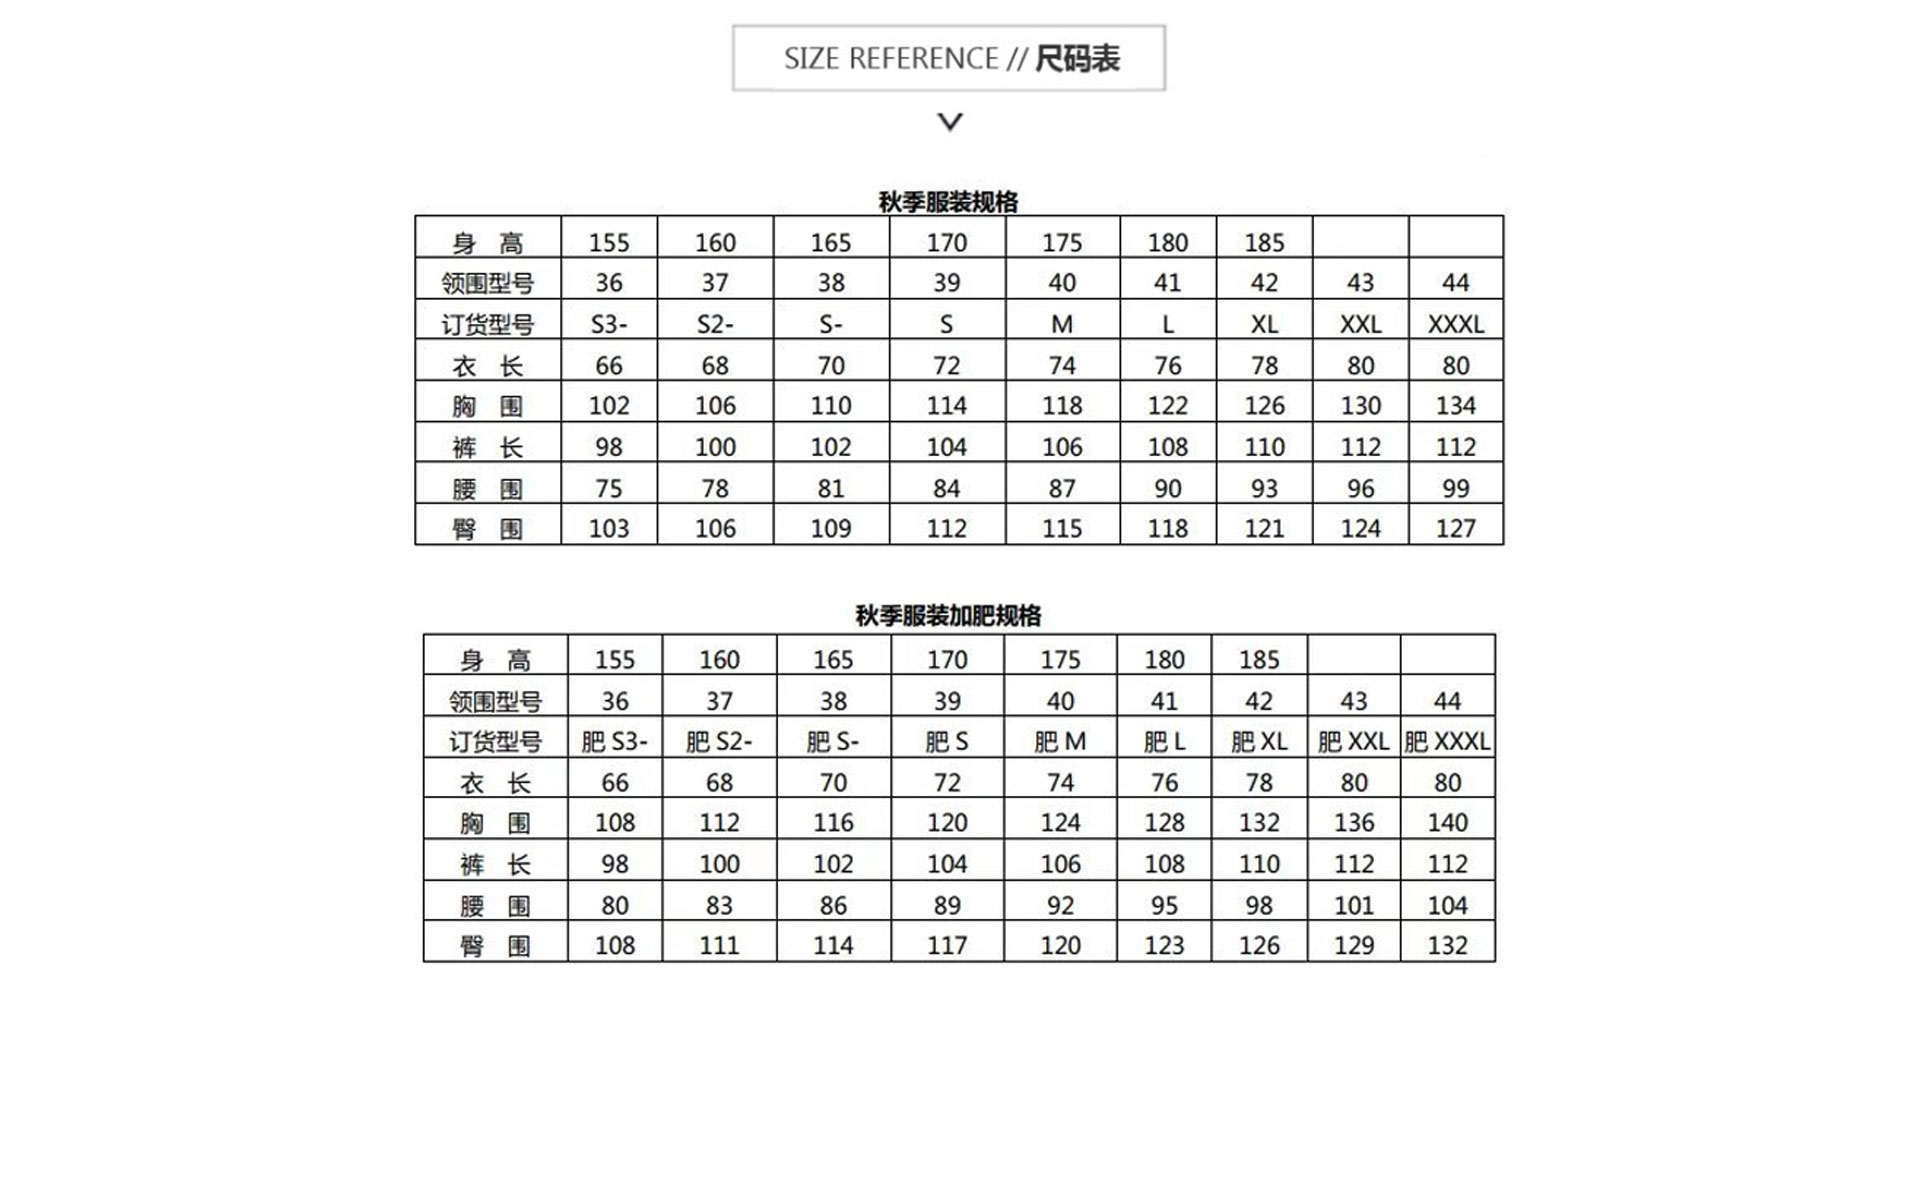 SIZE REFERENCE // 尺码表
秋季服装规格
身 高 155 160 165 170 175 180 185
领围型号 36 37 38 39 40 41 42 43 44
订货型号 S3- S2- S- S M L XL XXL XXXL
衣 长 66 68 70 72 74 76 78 80 80
胸 围 102 106 110 114 118 122 126 130 134
裤 长 98 100 102 104 106 108 110 112 112
腰 围 75 78 81 84 87 90 93 96 99
臀 围 103 106 109 112 115 118 121 124 127
秋季服装加肥规格
身 高 155 160 165 170 175 180 185
领围型号 36 37 38 39 40 41 42 43 44
订货型号 肥 S3- 肥 S2- 肥 S- 肥 S 肥 M 肥 L 肥 XL 肥 XXL 肥 XXXL
衣 长 66 68 70 72 74 76 78 80 80
胸 围 108 112 116 120 124 128 132 136 140
裤 长 98 100 102 104 106 108 110 112 112
腰 围 80 83 86 89 92 95 98 101 104
臀 围 108 111 114 117 120 123 126 129 132